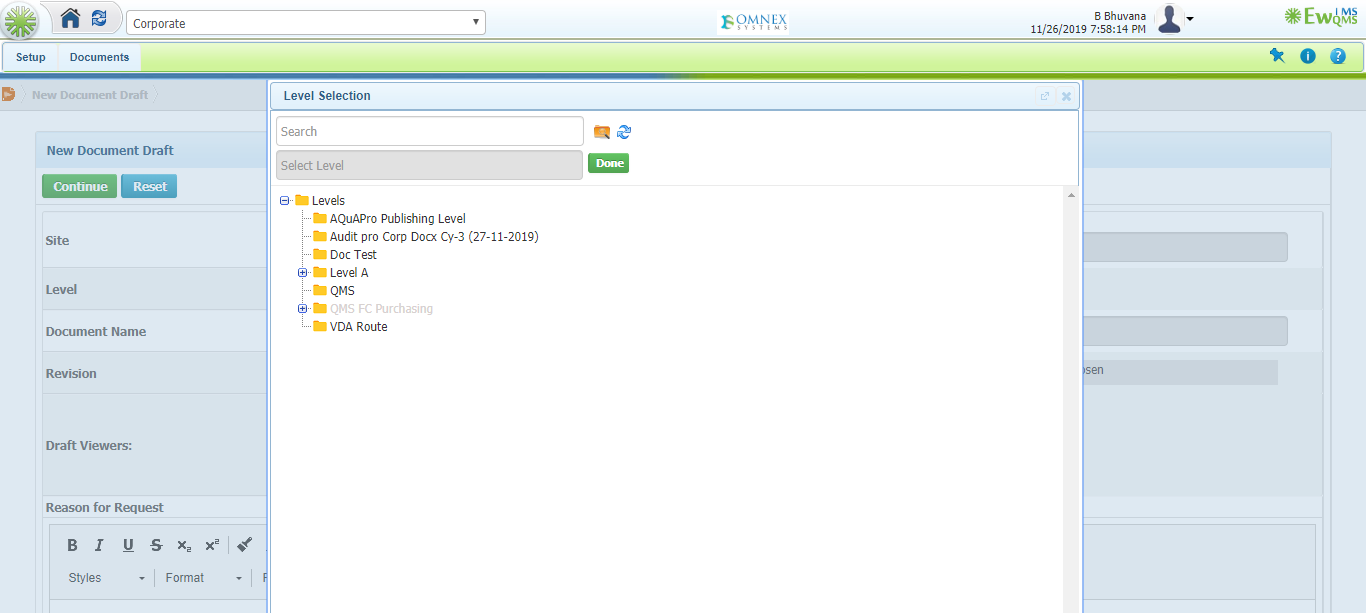 Corporate
OMNEX
SYSTEMS
B Bhuvana
11/26/2019 7:58:14 PM
EwQMS
IMS
Setup
Documents
New Document Draft
Level Selection
New Document Draft
Search
Select Level
Done
Continue
Reset
Levels
AQuAPro Publishing Level
Audit pro Corp Docx Cy-3 (27-11-2019)
Doc Test
Level A
QMS
QMS FC Purchasing
VDA Route
Site
Level
Document Name
Revision
Draft Viewers:
Reason for Request
B I U S x₂ x²
Styles
Format